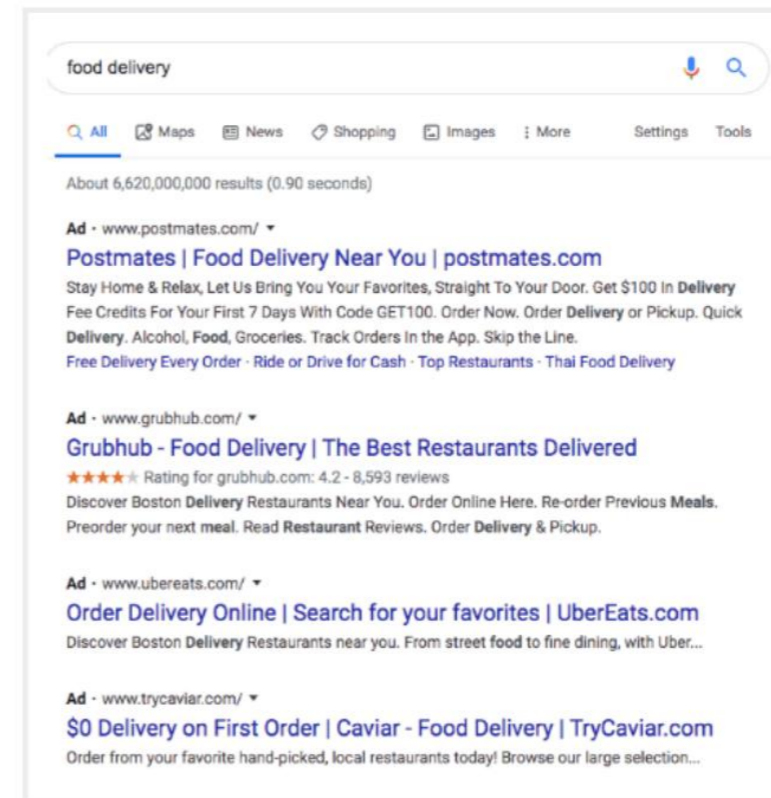 food delivery
All Maps News Shopping Images More Settings Tools
About 6,620,000,000 results (0.90 seconds)
Ad · www.postmates.com/
Postmates | Food Delivery Near You | postmates.com
Stay Home & Relax, Let Us Bring You Your Favorites, Straight To Your Door. Get $100 In Delivery
Fee Credits For Your First 7 Days With Code GET100. Order Now. Order Delivery or Pickup. Quick
Delivery. Alcohol, Food, Groceries. Track Orders In the App. Skip the Line.
Free Delivery Every Order · Ride or Drive for Cash · Top Restaurants · Thai Food Delivery
Ad · www.grubhub.com/
Grubhub - Food Delivery | The Best Restaurants Delivered
Rating for grubhub.com: 4.2 - 8,593 reviews
Discover Boston Delivery Restaurants Near You. Order Online Here. Re-order Previous Meals.
Preorder your next meal. Read Restaurant Reviews. Order Delivery & Pickup.
Ad · www.ubereats.com/
Order Delivery Online | Search for your favorites | UberEats.com
Discover Boston Delivery Restaurants near you. From street food to fine dining, with Uber...
Ad · www.trycaviar.com/
$0 Delivery on First Order | Caviar - Food Delivery | TryCaviar.com
Order from your favorite hand-picked, local restaurants today! Browse our large selection...